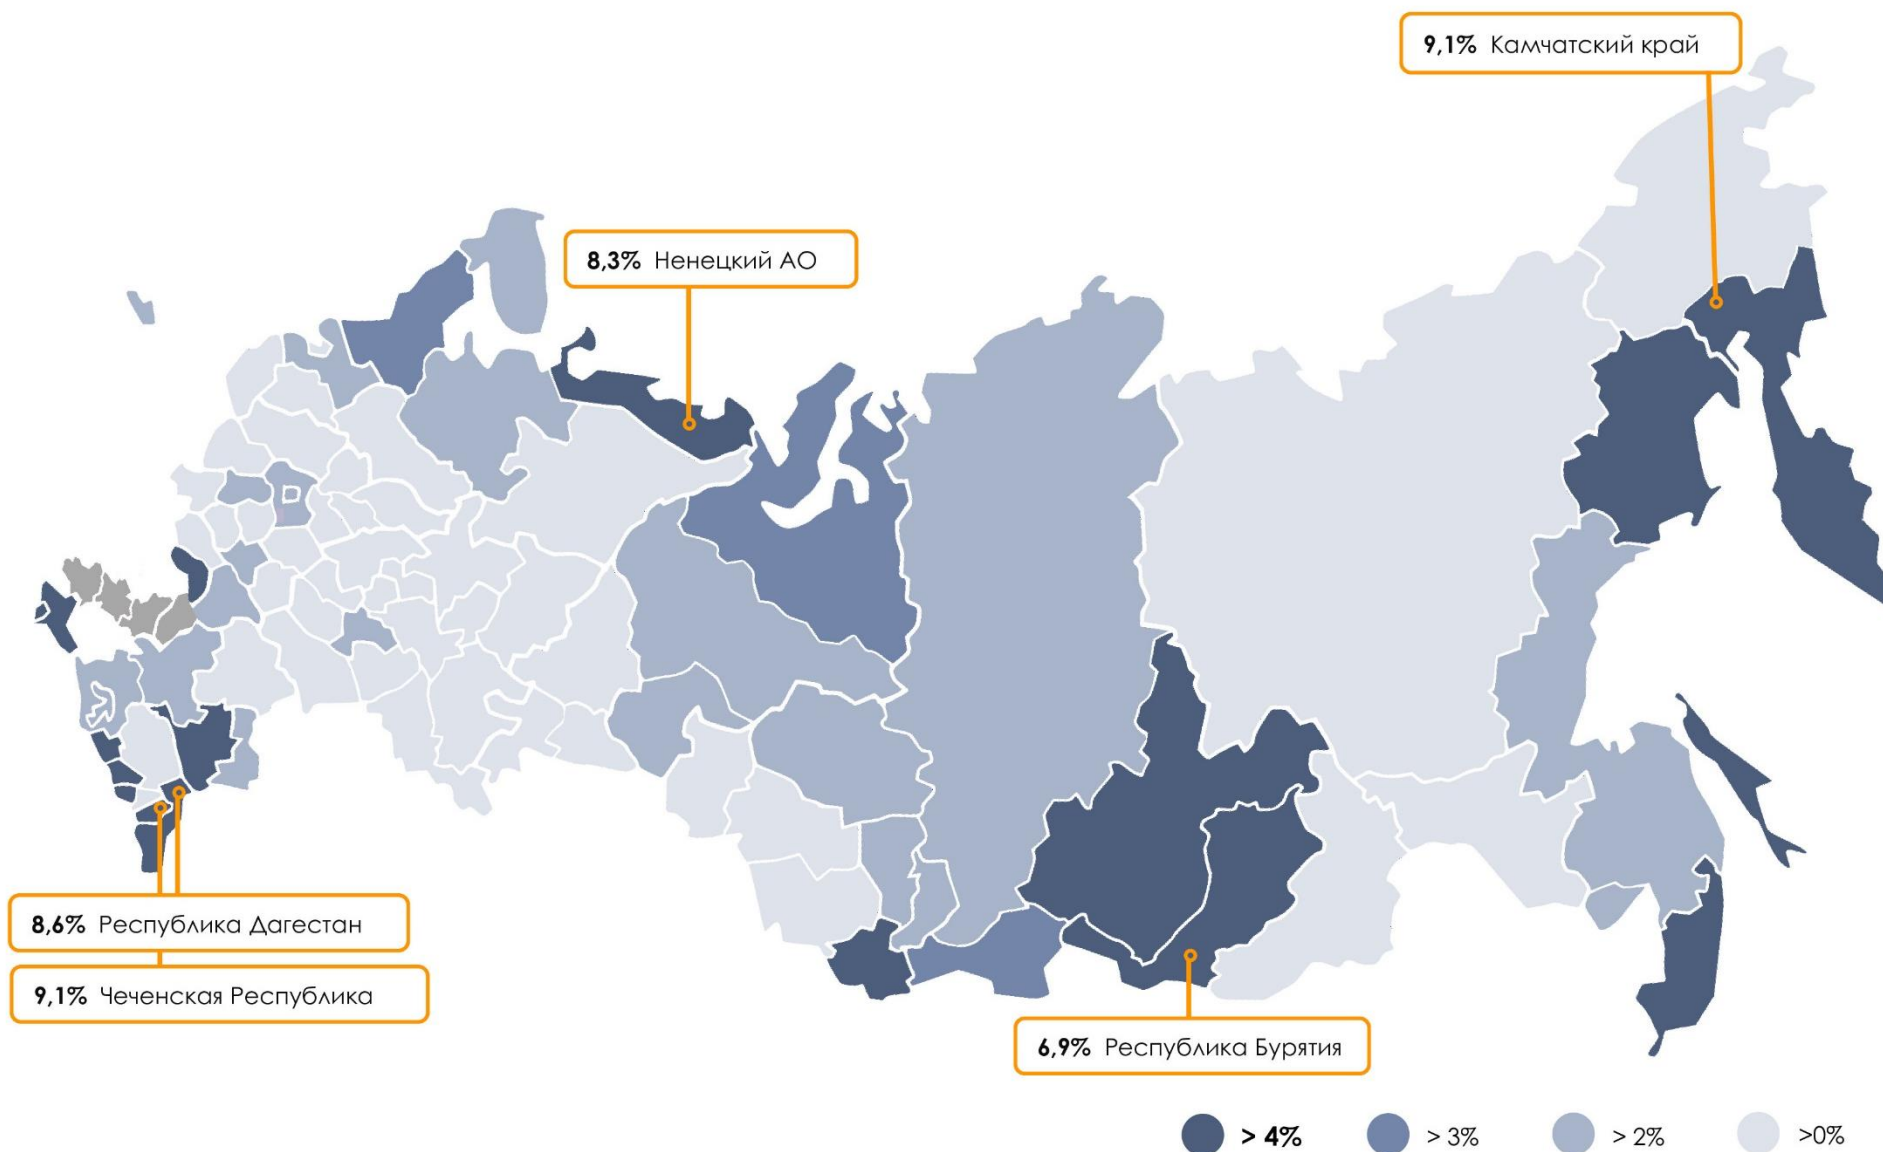 9,1% Камчатский край
8,3% Ненецкий АО
8,6% Республика Дагестан
9,1% Чеченская Республика
6,9% Республика Бурятия
> 4%
> 3%
> 2%
>0%